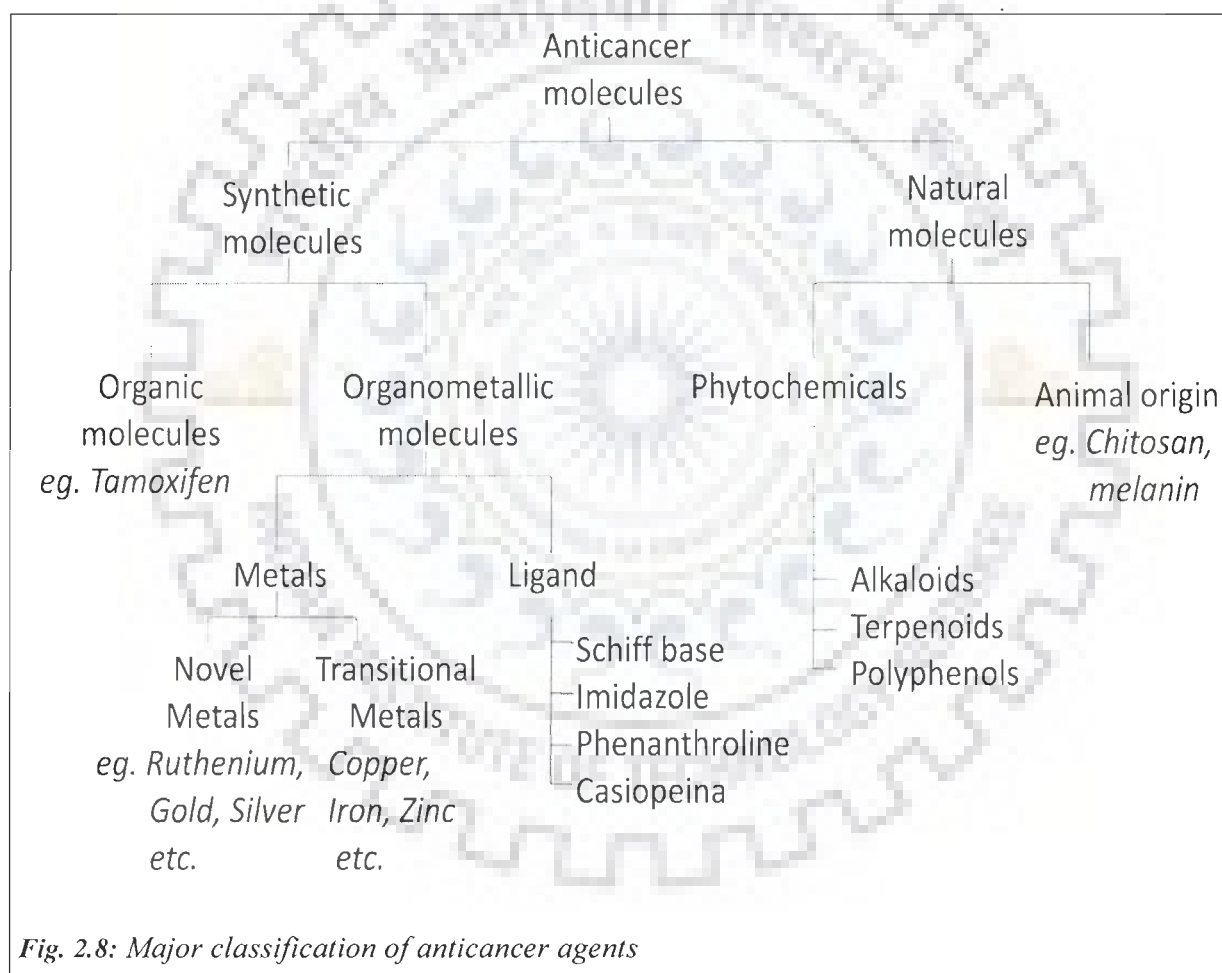 Anticancer
molecules
Synthetic
molecules
Natural
molecules
Organic
molecules
eg. Tamoxifen
Organometallic
molecules
Phytochemicals
Animal origin
eg. Chitosan,
melanin
Metals
Ligand
Novel
Metals
eg. Ruthenium,
Gold, Silver
etc.
Transitional
Metals
Copper,
Iron, Zinc
etc.
Schiff base
Imidazole
Phenanthroline
Casiopeina
Alkaloids
Terpenoids
Polyphenols
Fig. 2.8: Major classification of anticancer agents